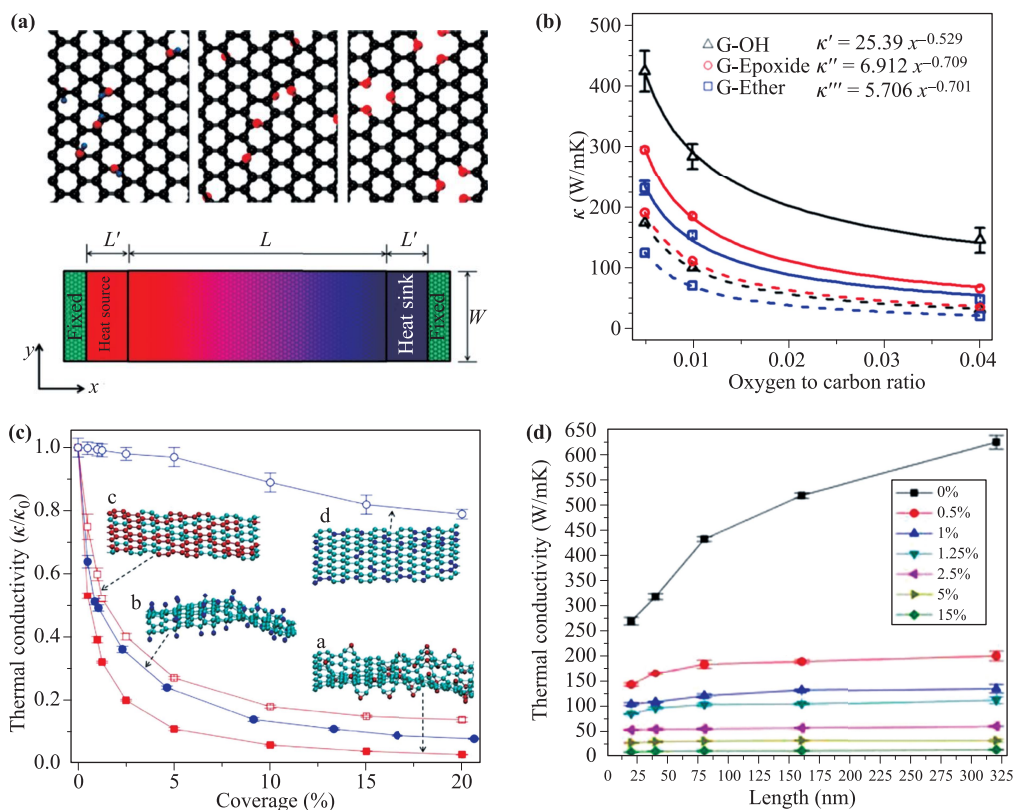 (a)
L′ L L′
Fixed
Heat source
Heat sink
Fixed
W
y
x
(b)
500
450
400
350
300
250
200
150
100
50
0
κ (W/mK)
G-OH κ′ = 25.39 x^−0.529
G-Epoxide κ″ = 6.912 x^−0.709
G-Ether κ‴ = 5.706 x^−0.701
0.01 0.02 0.03 0.04
Oxygen to carbon ratio
(c)
1.0
0.8
0.6
0.4
0.2
0
Thermal conductivity (κ/κ0)
c
d
b
a
0 5 10 15 20
Coverage (%)
(d)
650
600
550
500
450
400
350
300
250
200
150
100
50
0
Thermal conductivity (W/mK)
0%
0.5%
1%
1.25%
2.5%
5%
15%
0 25 50 75 100 125 150 175 200 225 250 275 300 325
Length (nm)